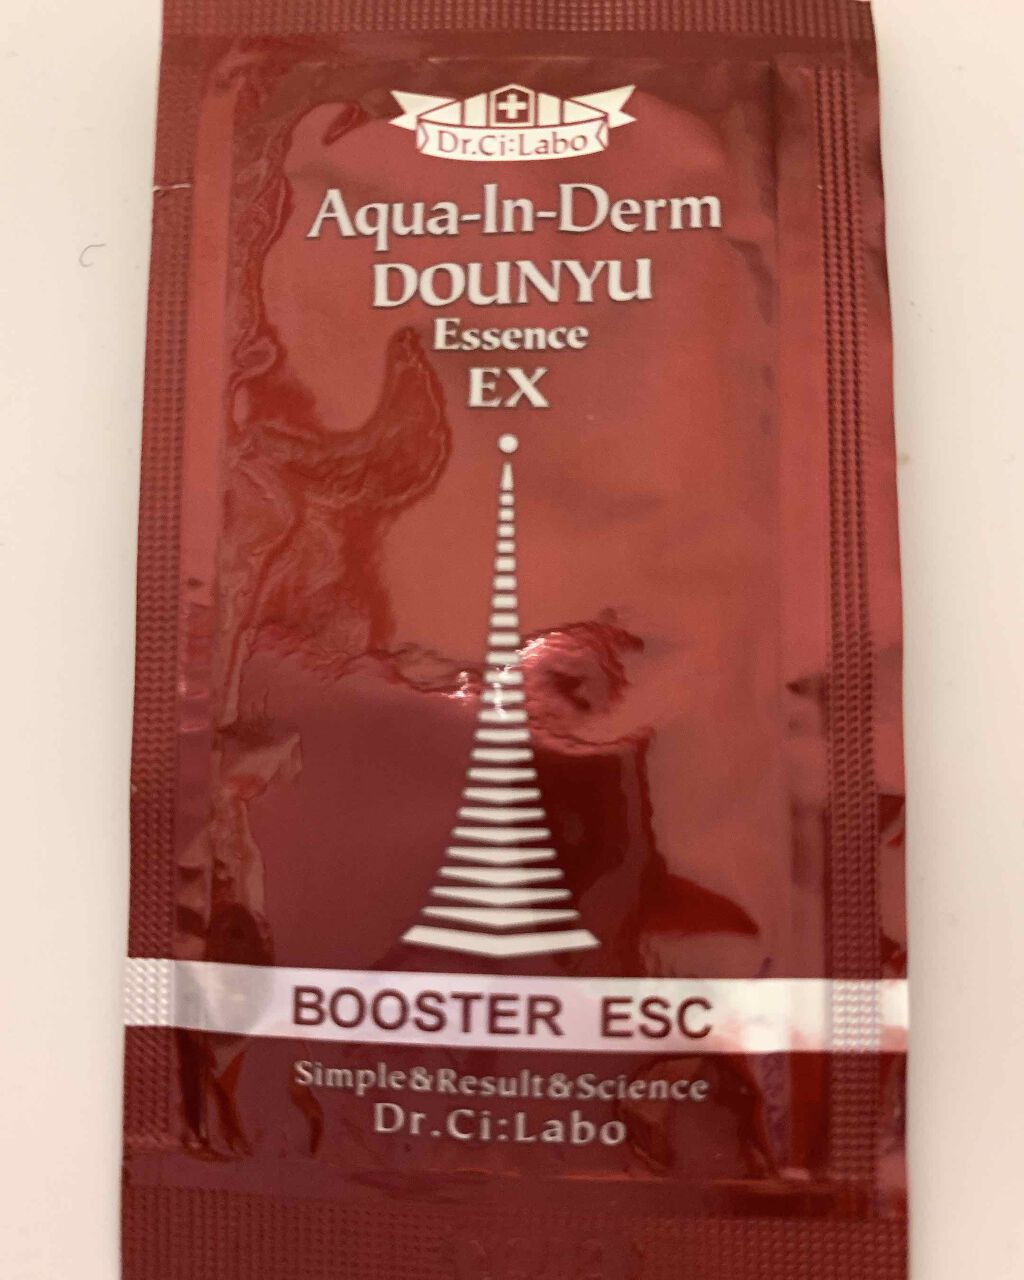 Dr.Ci:Labo
Aqua-In-Derm
DOUNYU
Essence
EX
BOOSTER ESC
Simple&Result&Science
Dr.Ci:Labo